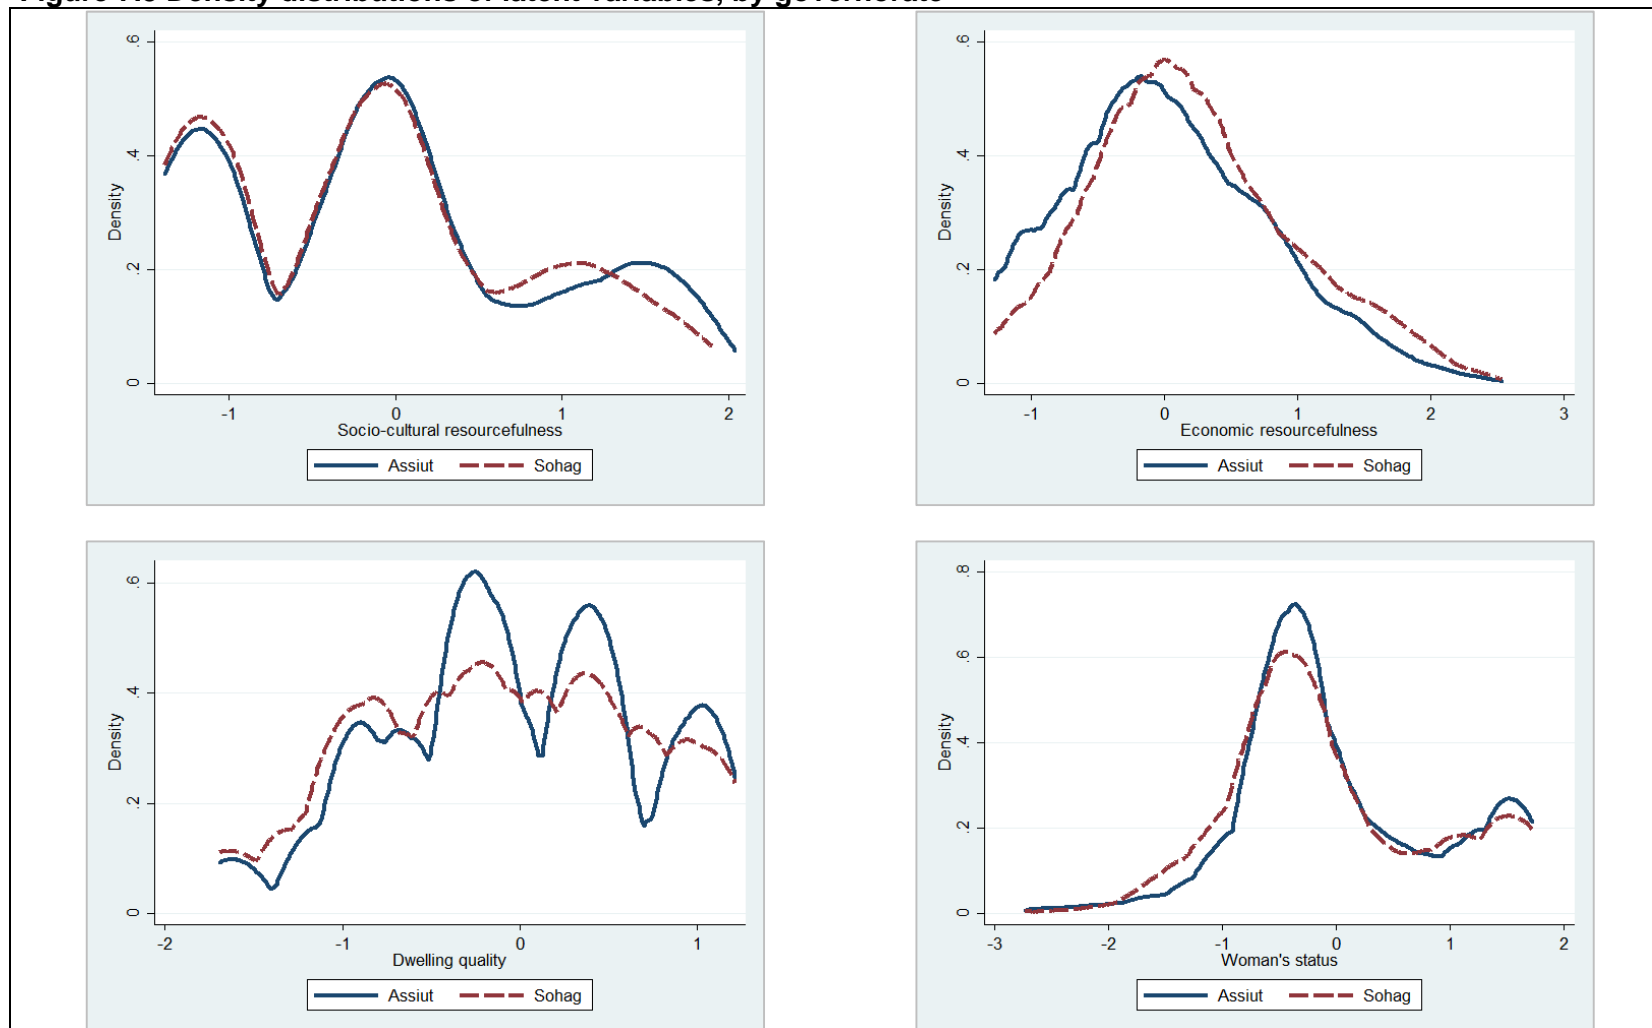 Figure 7.3 Density distributions of latent variables, by governorate
.6
.4
.2
0
Density
-1 0 1 2
Socio-cultural resourcefulness
Assiut Sohag
.6
.4
.2
0
Density
-1 0 1 2 3
Economic resourcefulness
Assiut Sohag
.6
.4
.2
0
Density
-2 -1 0 1
Dwelling quality
Assiut Sohag
.8
.6
.4
.2
0
Density
-3 -2 -1 0 1 2
Woman's status
Assiut Sohag